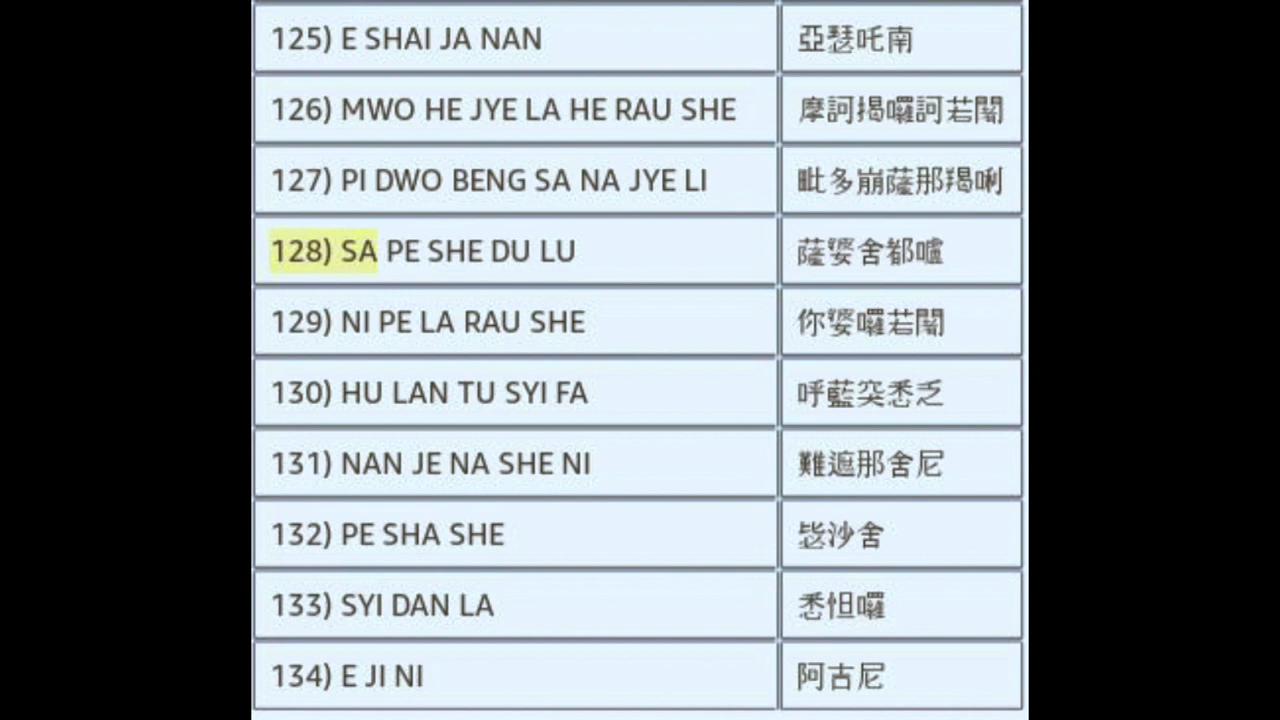 125) E SHAI JA NAN 亞瑟吒南
126) MWO HE JYE LA HE RAU SHE 摩訶揭囉訶若闍
127) PI DWO BENG SA NA JYE LI 毗多崩薩那羯唎
128) SA PE SHE DU LU 薩婆舍都嚧
129) NI PE LA RAU SHE 你婆囉若闍
130) HU LAN TU SYI FA 呼藍突悉乏
131) NAN JE NA SHE NI 難遮那舍尼
132) PE SHA SHE 毖沙舍
133) SYI DAN LA 悉怛囉
134) E JI NI 阿吉尼